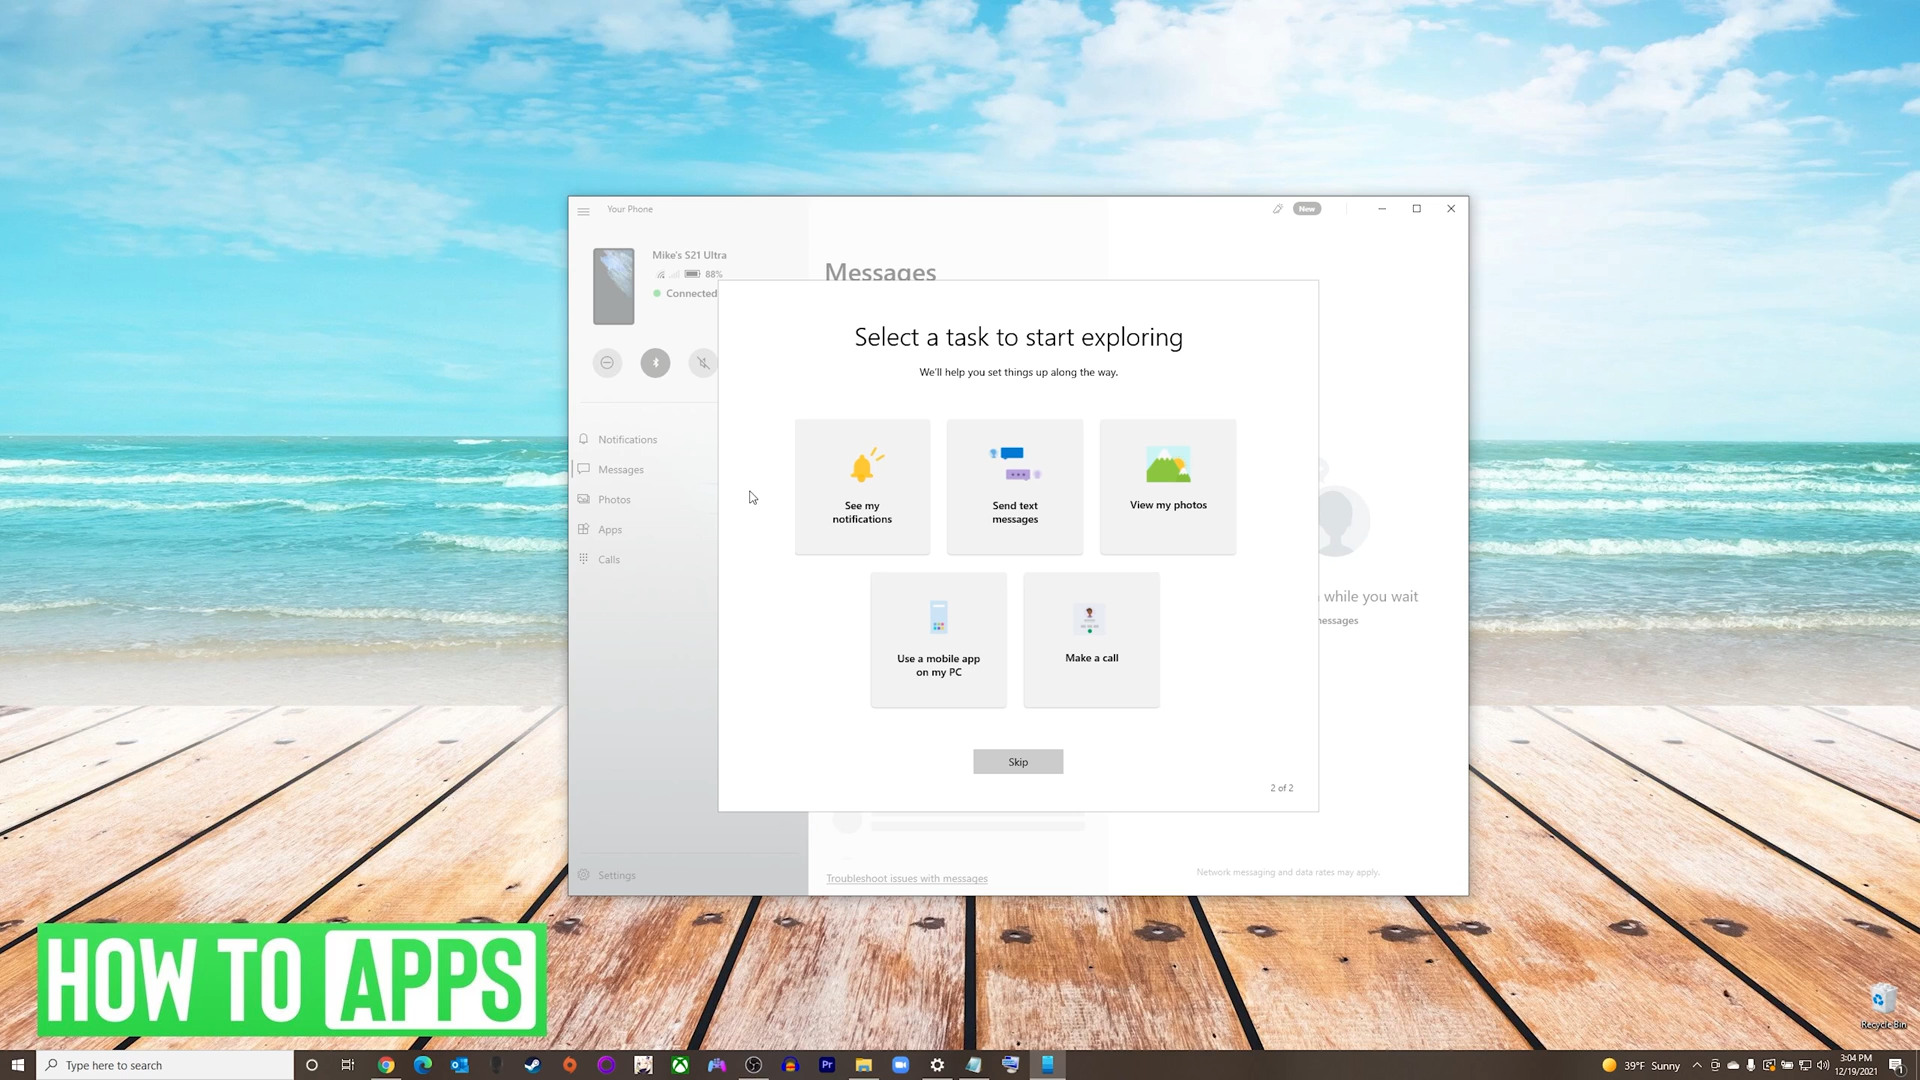 Your Phone
New
Mike's S21 Ultra
88%
Connected
Messages
Notifications
Messages
Photos
Apps
Calls
Settings
Select a task to start exploring
We'll help you set things up along the way.
See my
notifications
Send text
messages
View my photos
Use a mobile app
on my PC
Make a call
Skip
2 of 2
while you wait
messages
Troubleshoot issues with messages
Network messaging and data rates may apply.
HOW TO APPS
Recycle Bin
Type here to search
Pr
39°F Sunny
3:04 PM
12/19/2021
1